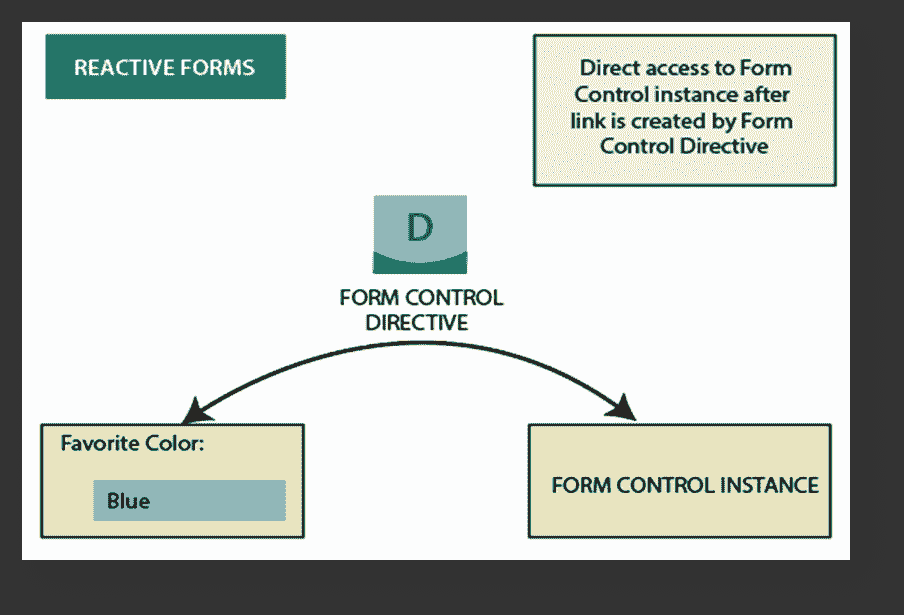 REACTIVE FORMS
Direct access to Form
Control instance after
link is created by Form
Control Directive
D
FORM CONTROL
DIRECTIVE
Favorite Color:
Blue
FORM CONTROL INSTANCE